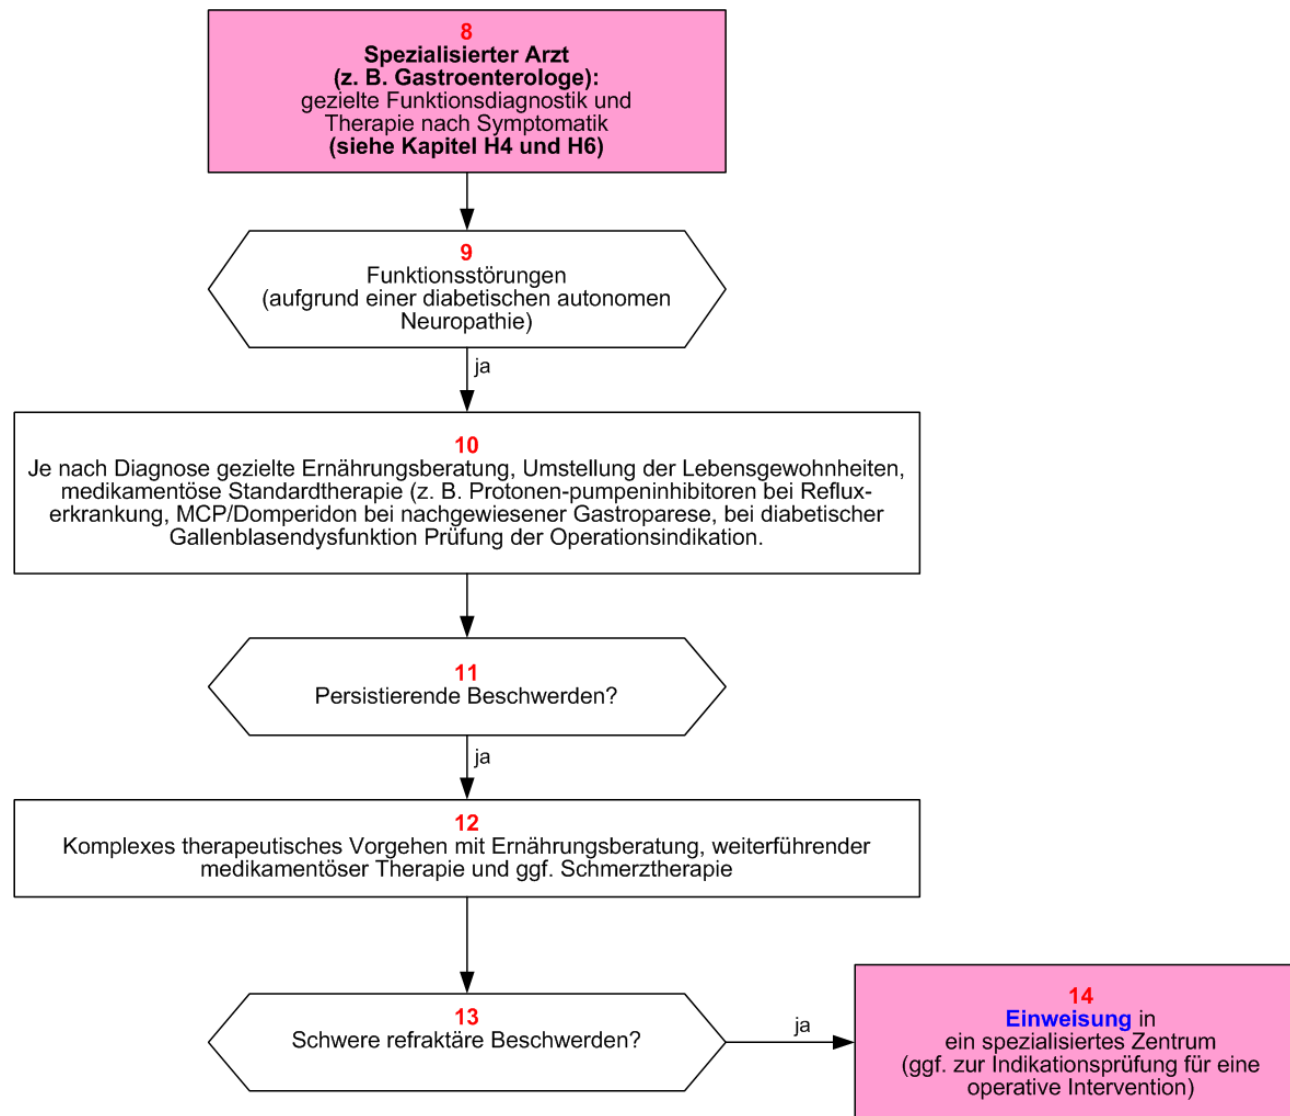 8
Spezialisierter Arzt
(z. B. Gastroenterologe):
gezielte Funktionsdiagnostik und
Therapie nach Symptomatik
(siehe Kapitel H4 und H6)
9
Funktionsstörungen
(aufgrund einer diabetischen autonomen
Neuropathie)
ja
10
Je nach Diagnose gezielte Ernährungsberatung, Umstellung der Lebensgewohnheiten,
medikamentöse Standardtherapie (z. B. Protonen-pumpeninhibitoren bei Reflux-
erkrankung, MCP/Domperidon bei nachgewiesener Gastroparese, bei diabetischer
Gallenblasendysfunktion Prüfung der Operationsindikation.
11
Persistierende Beschwerden?
ja
12
Komplexes therapeutisches Vorgehen mit Ernährungsberatung, weiterführender
medikamentöser Therapie und ggf. Schmerztherapie
13
Schwere refraktäre Beschwerden?
ja
14
Einweisung in
ein spezialisiertes Zentrum
(ggf. zur Indikationsprüfung für eine
operative Intervention)